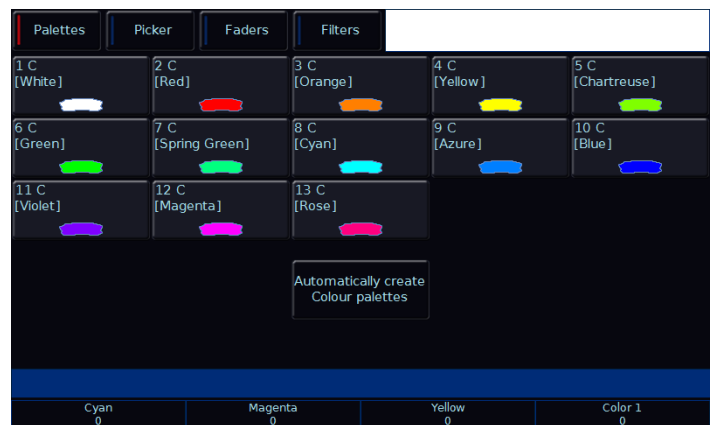 Palettes Picker Faders Filters
1 C 2 C 3 C 4 C 5 C
[White] [Red] [Orange] [Yellow] [Chartreuse]
6 C 7 C 8 C 9 C 10 C
[Green] [Spring Green] [Cyan] [Azure] [Blue]
11 C 12 C 13 C
[Violet] [Magenta] [Rose]
Automatically create
Colour palettes
Cyan Magenta Yellow Color 1
0 0 0 0